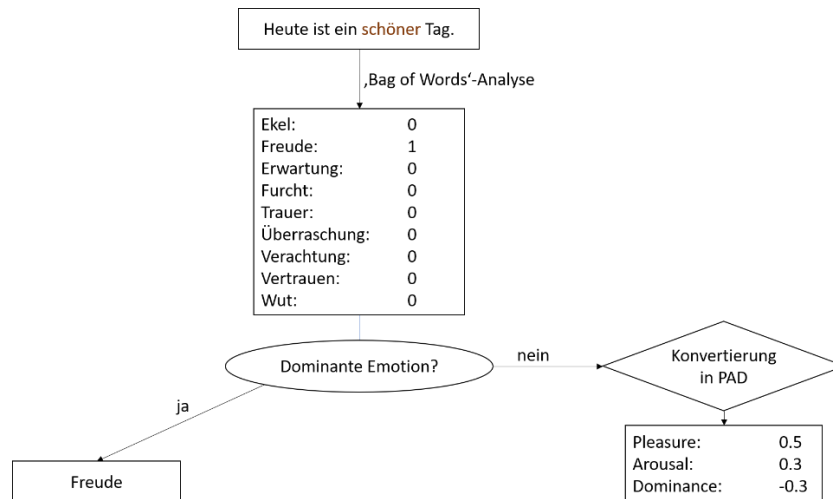 Heute ist ein schöner Tag.
‚Bag of Words‘-Analyse
Ekel: 0
Freude: 1
Erwartung: 0
Furcht: 0
Trauer: 0
Überraschung: 0
Verachtung: 0
Vertrauen: 0
Wut: 0
Dominante Emotion?
nein
Konvertierung
in PAD
ja
Freude
Pleasure: 0.5
Arousal: 0.3
Dominance: -0.3